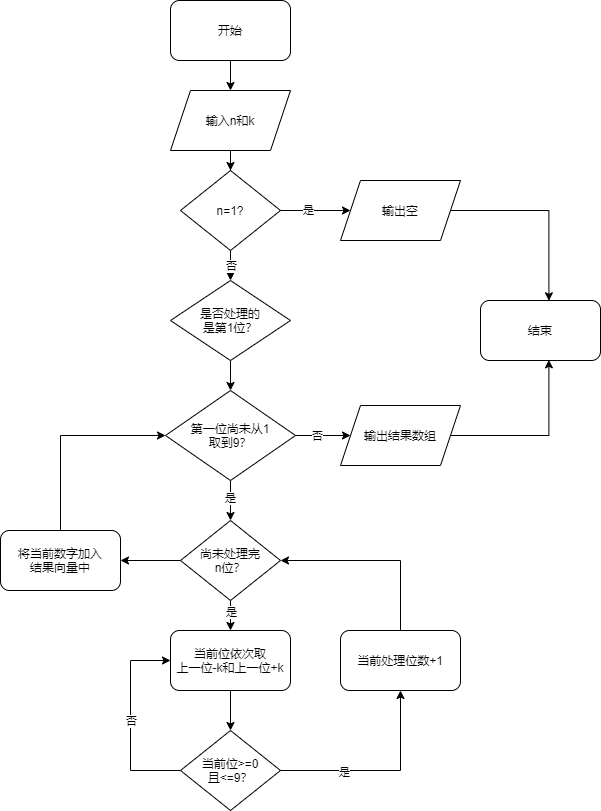 开始
输入n和k
n=1?
是
输出空
否
是否处理的
是第1位？
结束
第一位尚未从1
取到9?
否
输出结果数组
是
将当前数字加入
结果向量中
尚未处理完
n位？
是
当前位依次取
上一位-k和上一位+k
当前处理位数+1
否
当前位>=0
且<=9?
是